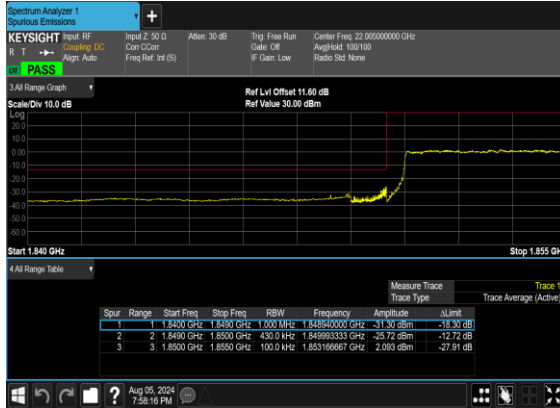 Spectrum Analyzer 1
Spurious Emissions
KEYSIGHT Input: RF Input Z: 50 Ω Atten: 30 dB Trig: Free Run Center Freq: 22.005000000 GHz
R T Coupling: DC Corr CCorr Gate: Off Avg|Hold: 100/100
Align: Auto Freq Ref: Int (S) IF Gain: Low Radio Std: None
PASS
3 All Range Graph Ref Lvl Offset 11.60 dB
Scale/Div 10.0 dB Ref Value 30.00 dBm
Log
20.0
10.0
0.00
-10.0
-20.0
-30.0
-40.0
-50.0
-60.0
Start 1.840 GHz Stop 1.855 GH
4 All Range Table
Measure Trace Trace 1
Trace Type Trace Average (Active)
Spur Range Start Freq Stop Freq RBW Frequency Amplitude ΔLimit
1 1 1.8400 GHz 1.8490 GHz 1.000 MHz 1.848940000 GHz -31.30 dBm -18.30 dB
2 2 1.8490 GHz 1.8500 GHz 430.0 kHz 1.849993333 GHz -25.72 dBm -12.72 dB
3 3 1.8500 GHz 1.8550 GHz 100.0 kHz 1.853166667 GHz 2.093 dBm -27.91 dB
? Aug 05, 2024
7:58:16 PM